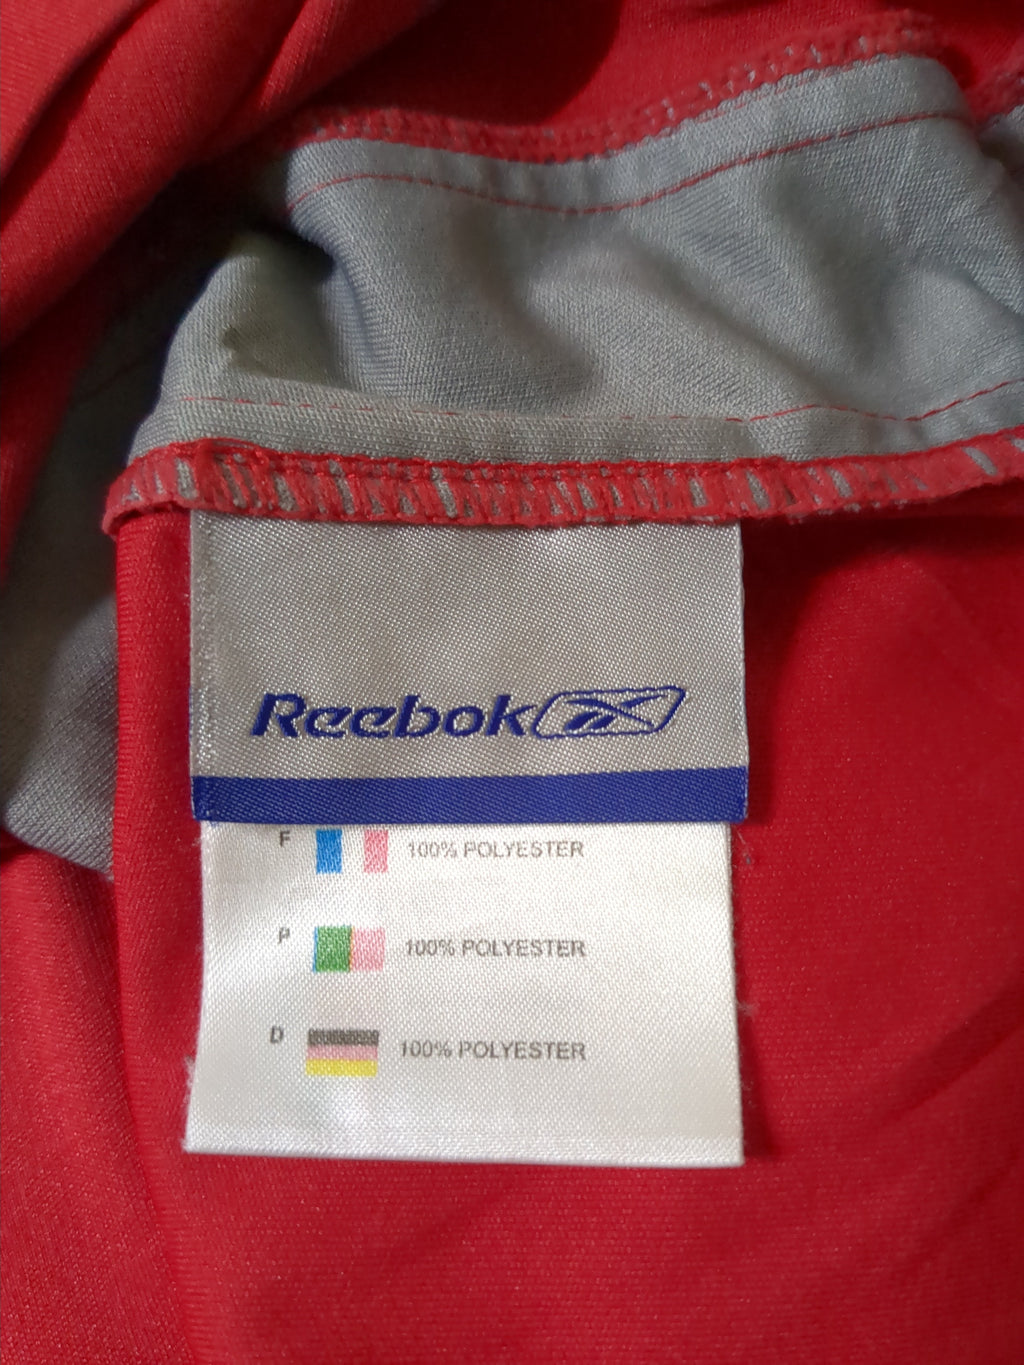 Reebok
F 100% POLYESTER
P 100% POLYESTER
D 100% POLYESTER